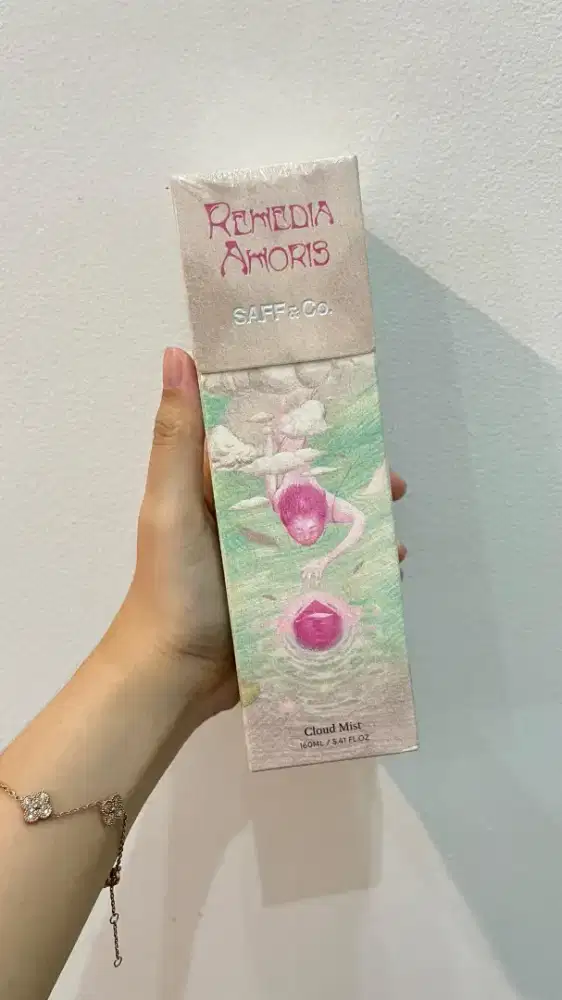 REMEDIA
AMORIS
SAFF & Co.
Cloud Mist
160ML / 5.41 FL.OZ